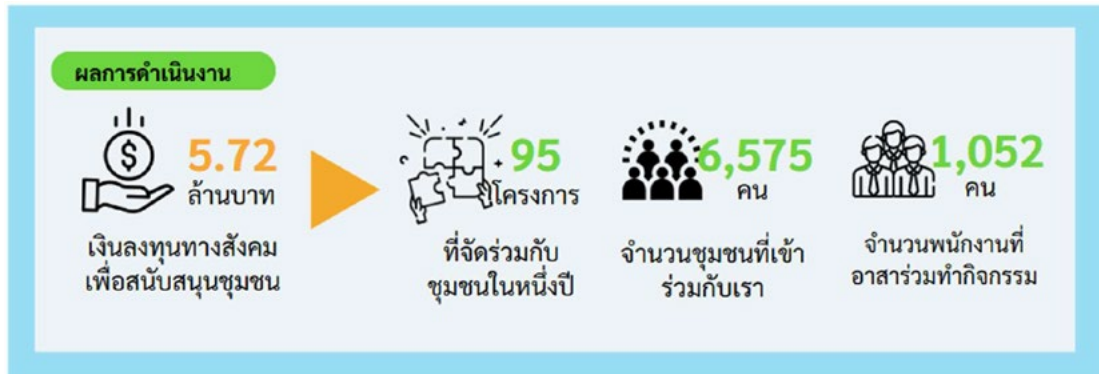 ผลการดำเนินงาน
5.72
ล้านบาท
เงินลงทุนทางสังคม
เพื่อสนับสนุนชุมชน
95
โครงการ
ที่จัดร่วมกับ
ชุมชนในหนึ่งปี
6,575
คน
จำนวนชุมชนที่เข้า
ร่วมกับเรา
1,052
คน
จำนวนพนักงานที่
อาสาร่วมทำกิจกรรม